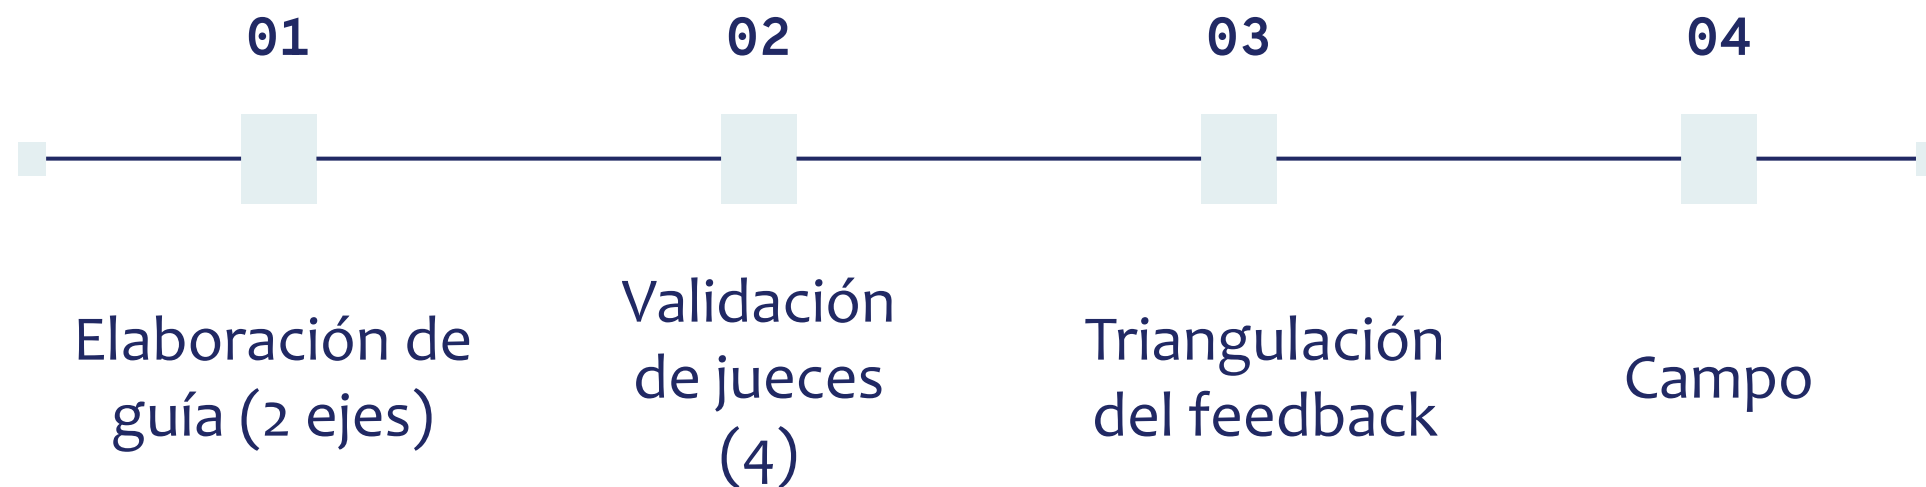 01
02
03
04
Elaboración de
guía (2 ejes)
Validación
de jueces
(4)
Triangulación
del feedback
Campo